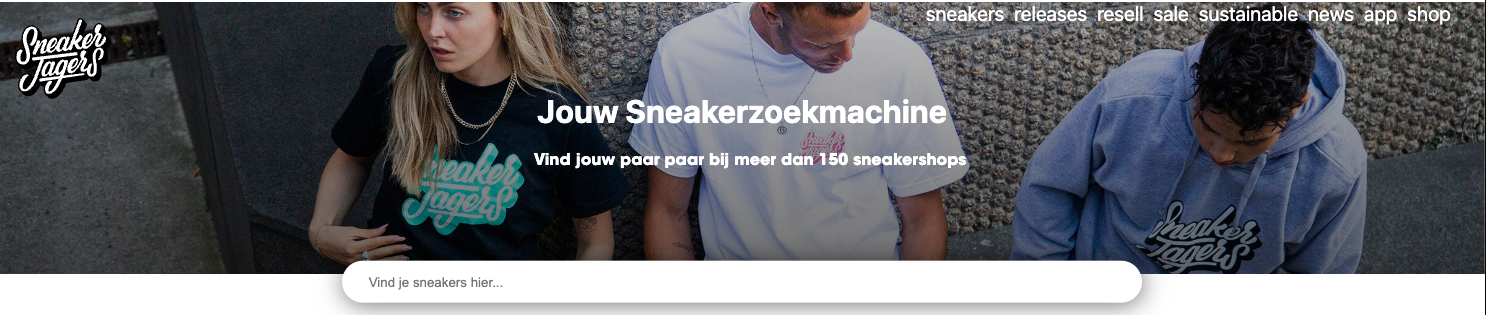 sneakers releases resell sale sustainable news app shop
Sneaker
Jagers
Jouw Sneakerzoekmachine
Vind jouw paar paar bij meer dan 150 sneakershops
Sneaker
Jagers
Sneaker
Jagers
Sneaker
Jagers
Vind je sneakers hier...